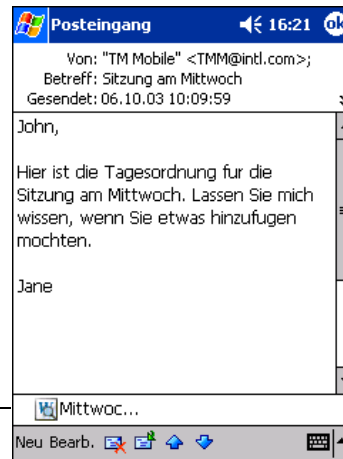 Posteingang 16:21 ok
Von: "TM Mobile" <TMM@intl.com>;
Betreff: Sitzung am Mittwoch
Gesendet: 06.10.03 10:09:59
John,
Hier ist die Tagesordnung fur die
Sitzung am Mittwoch. Lassen Sie mich
wissen, wenn Sie etwas hinzufugen
mochten.
Jane
Mittwoc...
Neu Bearb.